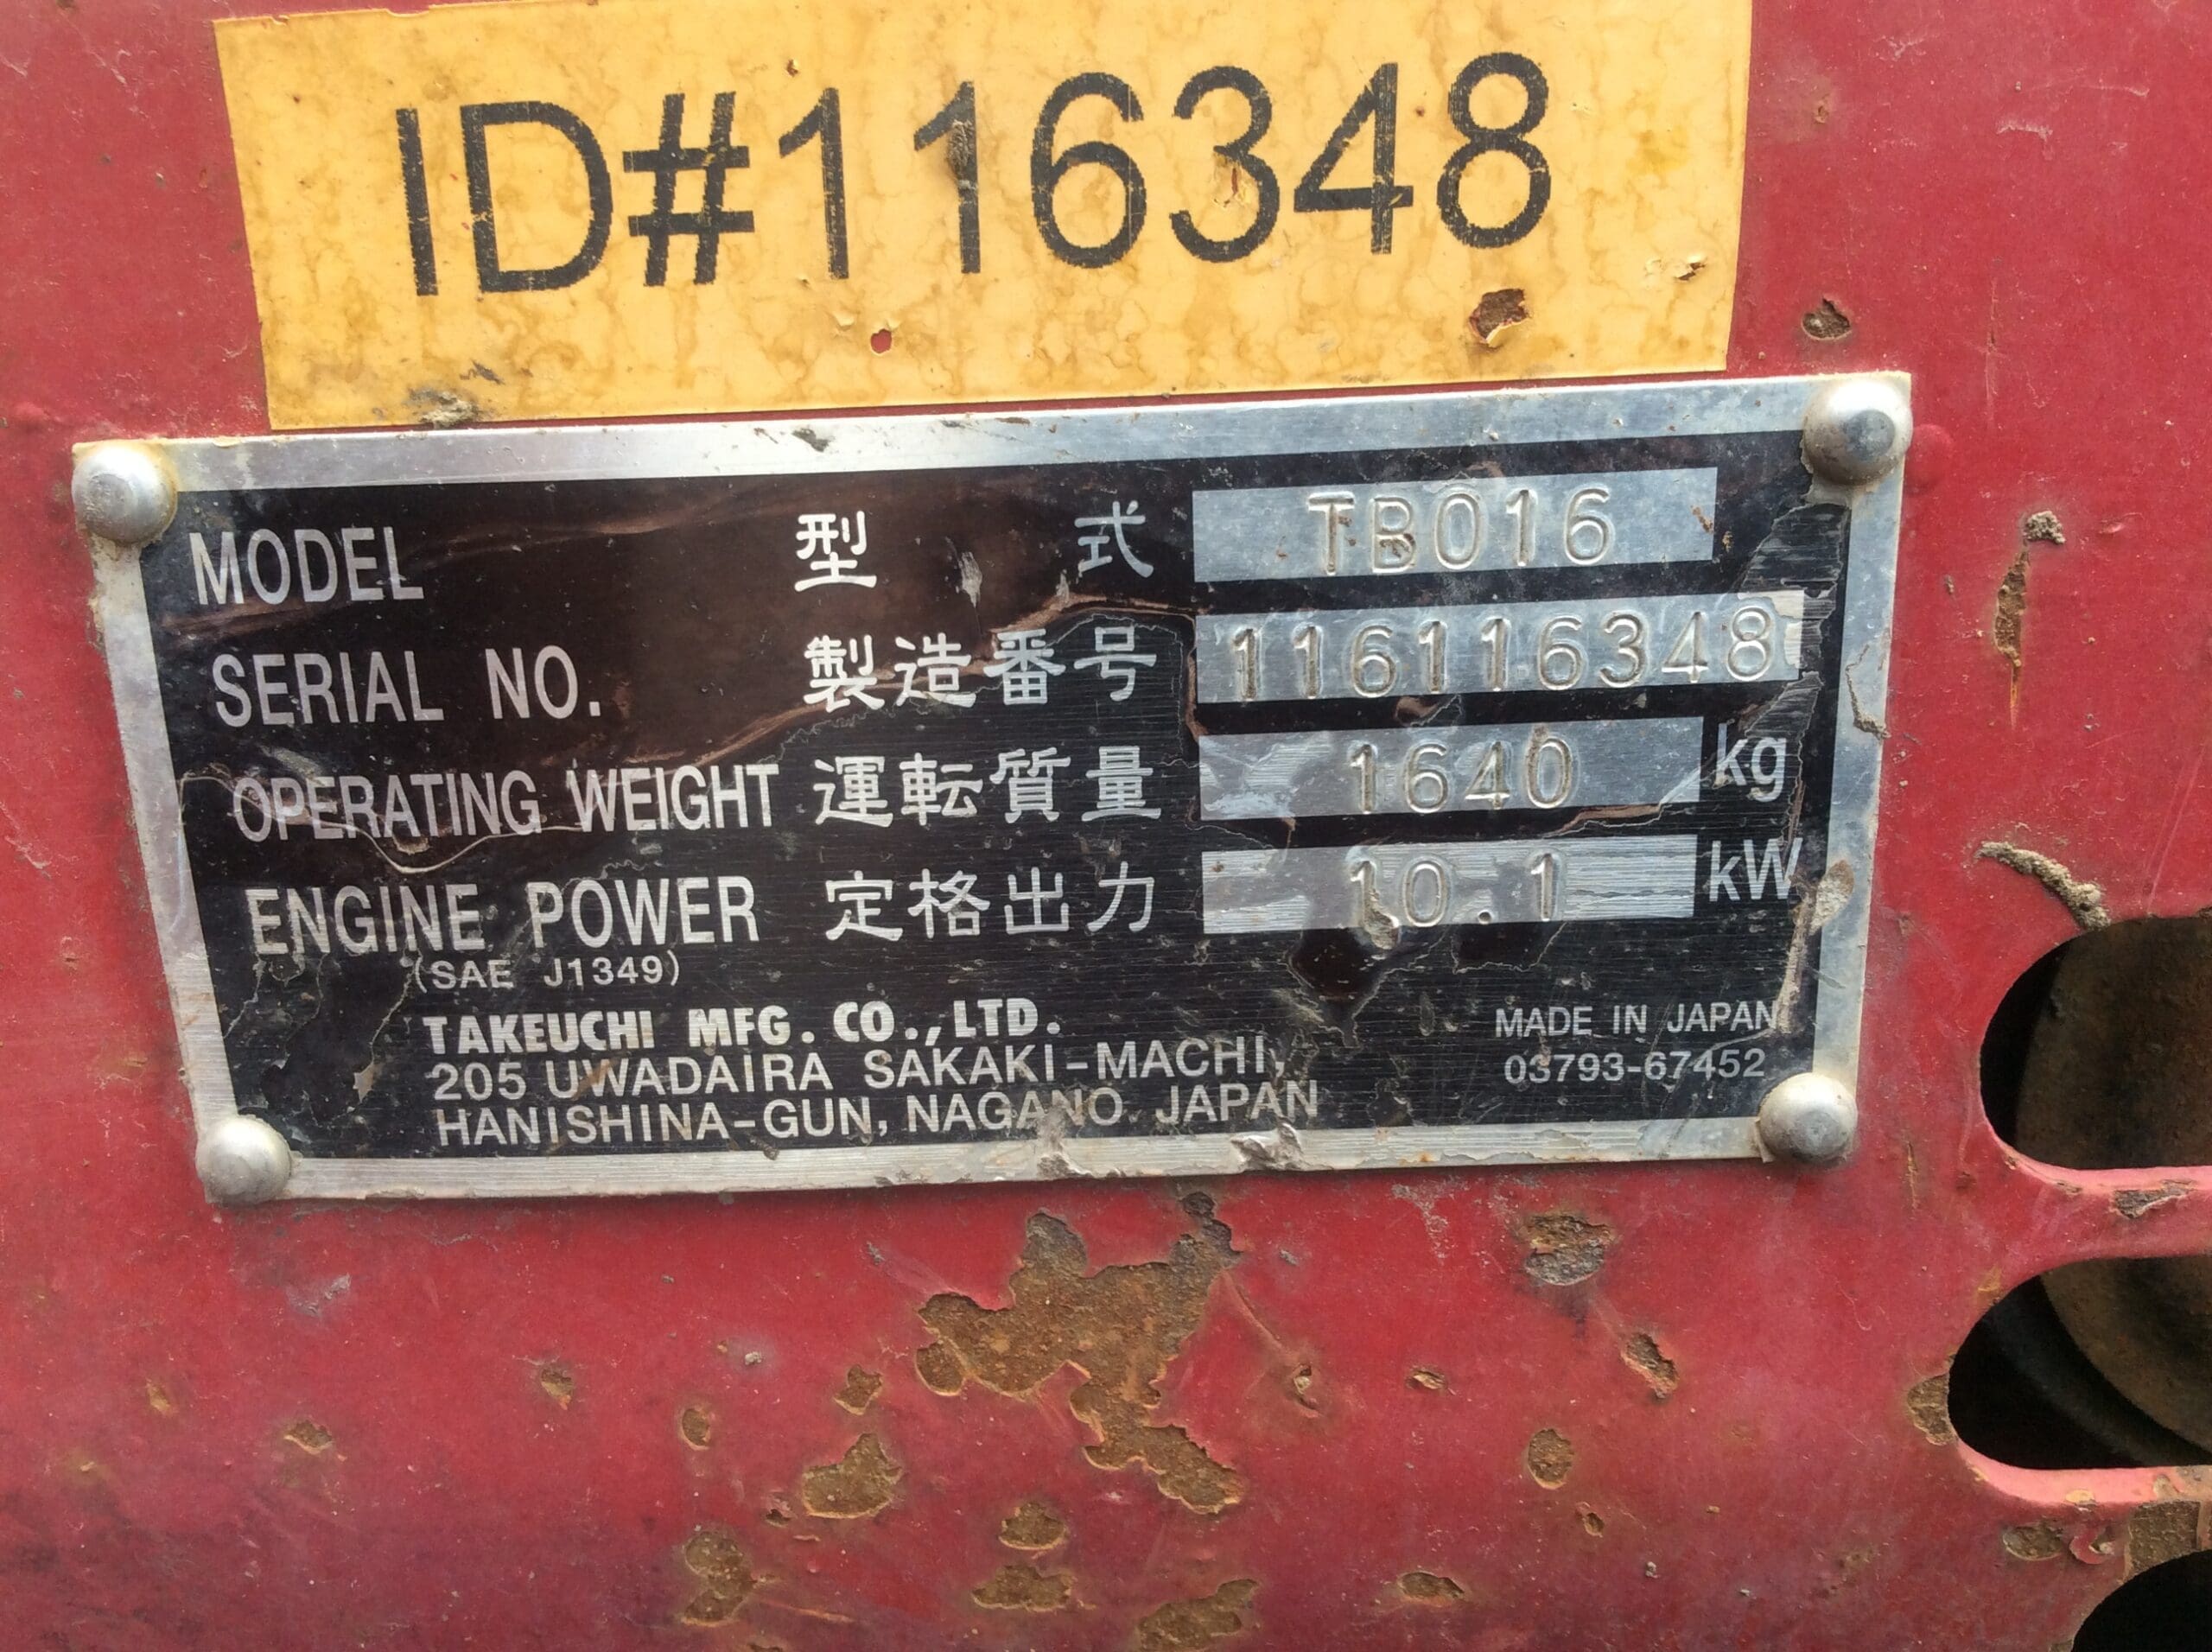 ID#116348
MODEL 型式 TB016
SERIAL NO. 製造番号 116116348
OPERATING WEIGHT 運転質量 1640 kg
ENGINE POWER 定格出力 10.1 kW
(SAE J1349)
TAKEUCHI MFG. CO., LTD.
205 UWADAIRA SAKAKI-MACHI,
HANISHINA-GUN, NAGANO JAPAN
MADE IN JAPAN
03793-67452